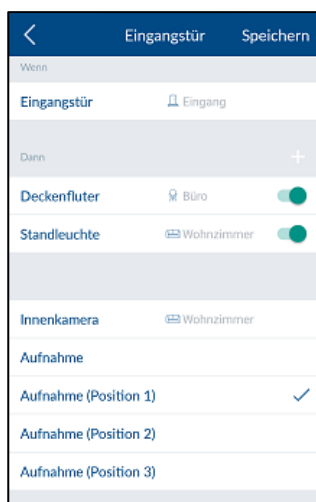 Eingangstür Speichern
Wenn
Eingangstür Eingang
Dann
Deckenfluter Büro
Standleuchte Wohnzimmer
Innenkamera Wohnzimmer
Aufnahme
Aufnahme (Position 1)
Aufnahme (Position 2)
Aufnahme (Position 3)